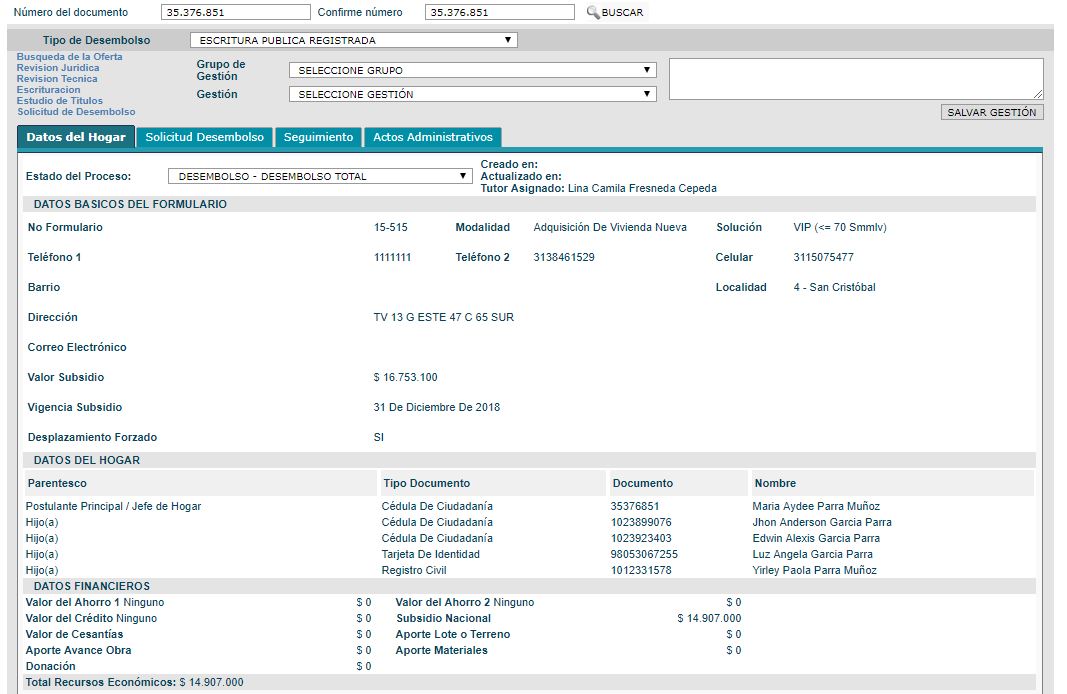 Número del documento 35.376.851 Confirme número 35.376.851 BUSCAR
Tipo de Desembolso ESCRITURA PUBLICA REGISTRADA
Busqueda de la Oferta
Revision Juridica
Revision Tecnica
Escrituracion
Estudio de Titulos
Solicitud de Desembolso
Grupo de Gestión SELECCIONE GRUPO
Gestión SELECCIONE GESTIÓN
SALVAR GESTIÓN
Datos del Hogar Solicitud Desembolso Seguimiento Actos Administrativos
Estado del Proceso: DESEMBOLSO - DESEMBOLSO TOTAL
Creado en:
Actualizado en:
Tutor Asignado: Lina Camila Fresneda Cepeda
DATOS BASICOS DEL FORMULARIO
No Formulario 15-515 Modalidad Adquisición De Vivienda Nueva Solución VIP (<= 70 Smmlv)
Teléfono 1 1111111 Teléfono 2 3138461529 Celular 3115075477
Barrio Localidad 4 - San Cristóbal
Dirección TV 13 G ESTE 47 C 65 SUR
Correo Electrónico
Valor Subsidio $ 16.753.100
Vigencia Subsidio 31 De Diciembre De 2018
Desplazamiento Forzado SI
DATOS DEL HOGAR
Parentesco Tipo Documento Documento Nombre
Postulante Principal / Jefe de Hogar Cédula De Ciudadanía 35376851 Maria Aydee Parra Muñoz
Hijo(a) Cédula De Ciudadanía 1023899076 Jhon Anderson Garcia Parra
Hijo(a) Cédula De Ciudadanía 1023923403 Edwin Alexis Garcia Parra
Hijo(a) Tarjeta De Identidad 98053067255 Luz Angela Garcia Parra
Hijo(a) Registro Civil 1012331578 Yirley Paola Parra Muñoz
DATOS FINANCIEROS
Valor del Ahorro 1 Ninguno $ 0 Valor del Ahorro 2 Ninguno $ 0
Valor del Crédito Ninguno $ 0 Subsidio Nacional $ 14.907.000
Valor de Cesantías $ 0 Aporte Lote o Terreno $ 0
Aporte Avance Obra $ 0 Aporte Materiales $ 0
Donación $ 0
Total Recursos Económicos: $ 14.907.000